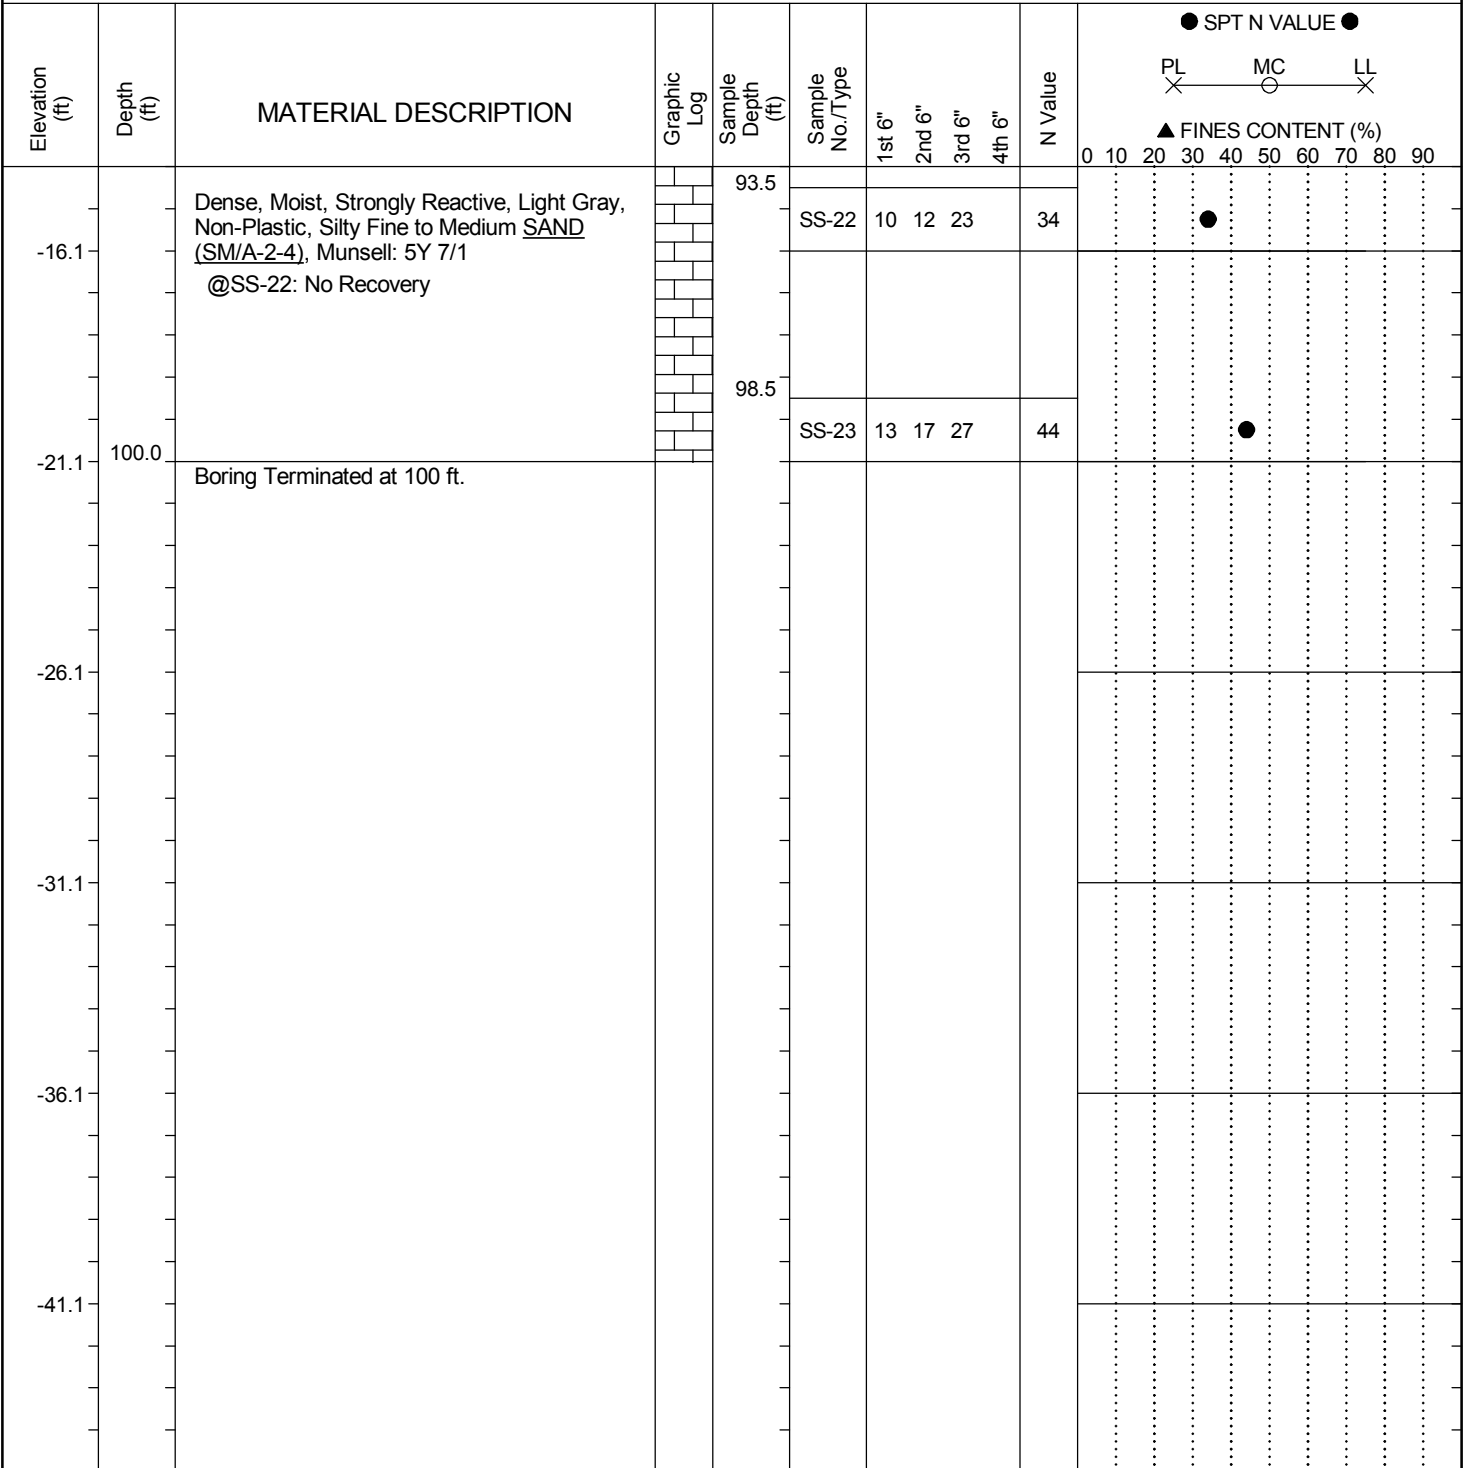 ● SPT N VALUE ●
PL MC LL
▲ FINES CONTENT (%)
0 10 20 30 40 50 60 70 80 90
Elevation (ft)
Depth (ft)
MATERIAL DESCRIPTION
Graphic Log
Sample Depth (ft)
Sample No./Type
1st 6"
2nd 6"
3rd 6"
4th 6"
N Value
93.5
Dense, Moist, Strongly Reactive, Light Gray,
Non-Plastic, Silty Fine to Medium SAND
(SM/A-2-4), Munsell: 5Y 7/1
@SS-22: No Recovery
SS-22 10 12 23 34
-16.1
98.5
SS-23 13 17 27 44
100.0
-21.1
Boring Terminated at 100 ft.
-26.1
-31.1
-36.1
-41.1